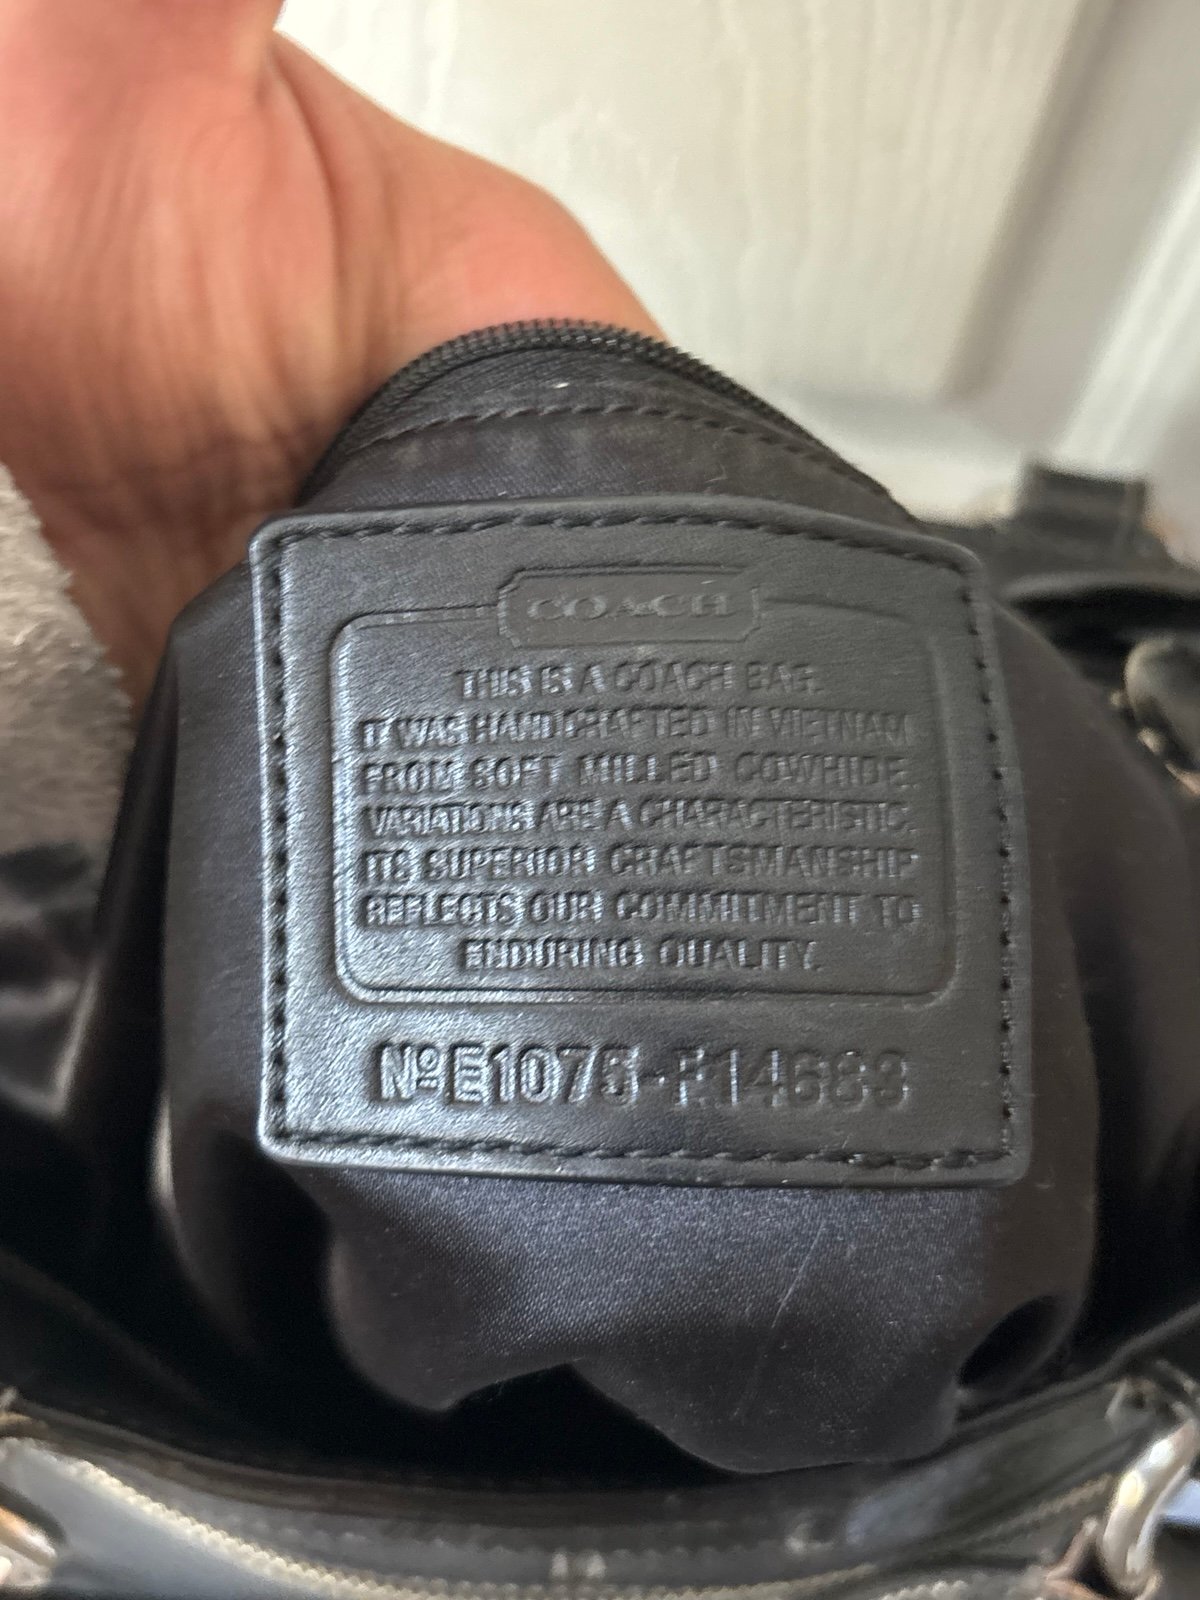 COACH
THIS IS A COACH BAG.
IT WAS HANDCRAFTED IN VIETNAM
FROM SOFT MILLED COWHIDE.
VARIATIONS ARE A CHARACTERISTIC.
ITS SUPERIOR CRAFTSMANSHIP
REFLECTS OUR COMMITMENT TO
ENDURING QUALITY.
Nº E1075-F14683